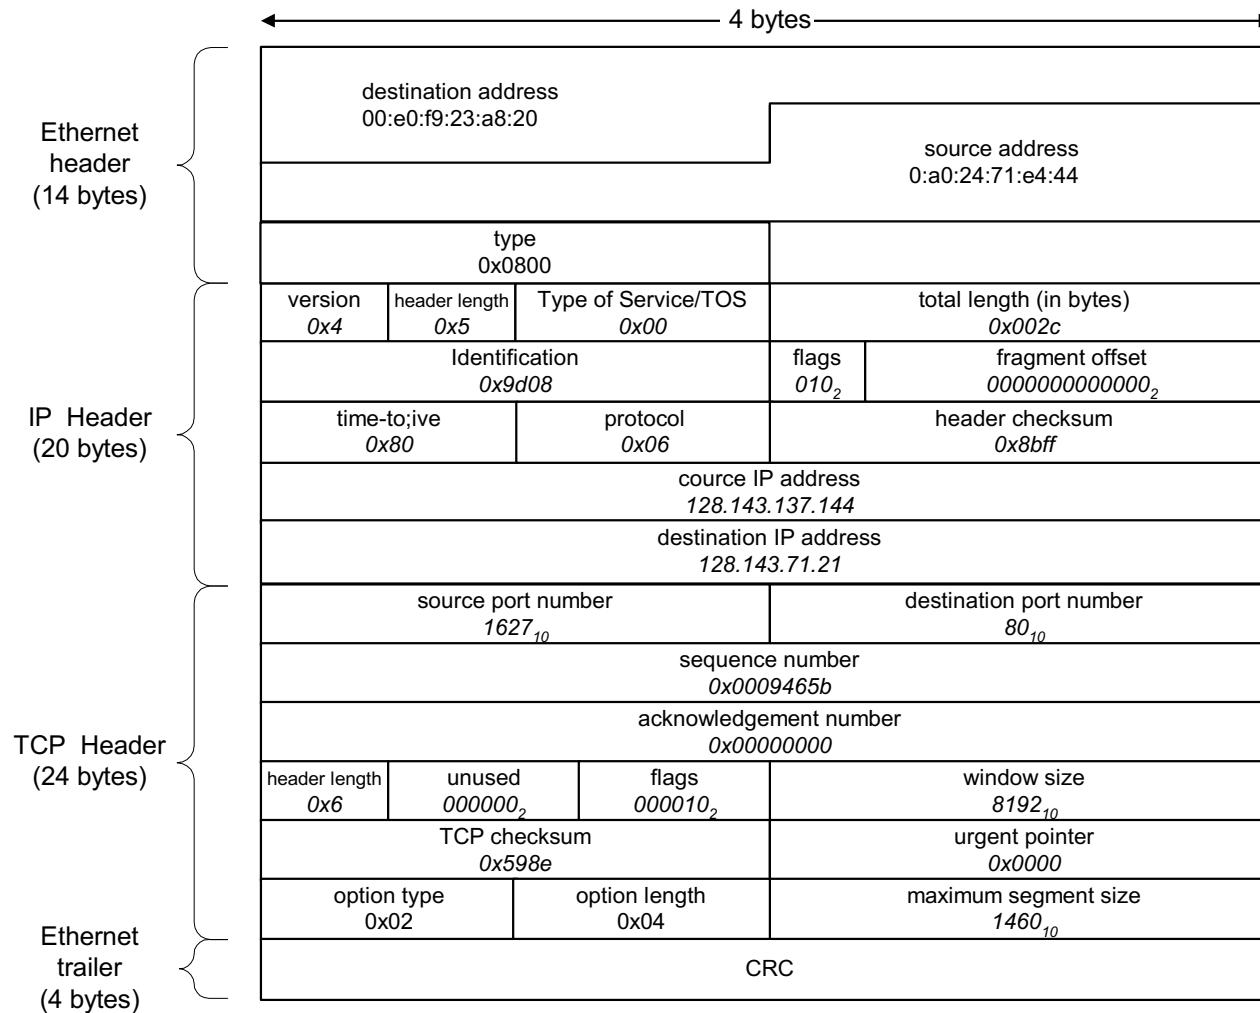 4 bytes
Ethernet
header
(14 bytes)
destination address
00:e0:f9:23:a8:20
source address
0:a0:24:71:e4:44
type
0x0800
IP Header
(20 bytes)
version
0x4
header length
0x5
Type of Service/TOS
0x00
total length (in bytes)
0x002c
Identification
0x9d08
flags
010₂
fragment offset
0000000000000₂
time-to;ive
0x80
protocol
0x06
header checksum
0x8bff
cource IP address
128.143.137.144
destination IP address
128.143.71.21
TCP Header
(24 bytes)
source port number
1627₁₀
destination port number
80₁₀
sequence number
0x0009465b
acknowledgement number
0x00000000
header length
0x6
unused
000000₂
flags
000010₂
window size
8192₁₀
TCP checksum
0x598e
urgent pointer
0x0000
option type
0x02
option length
0x04
maximum segment size
1460₁₀
Ethernet
trailer
(4 bytes)
CRC